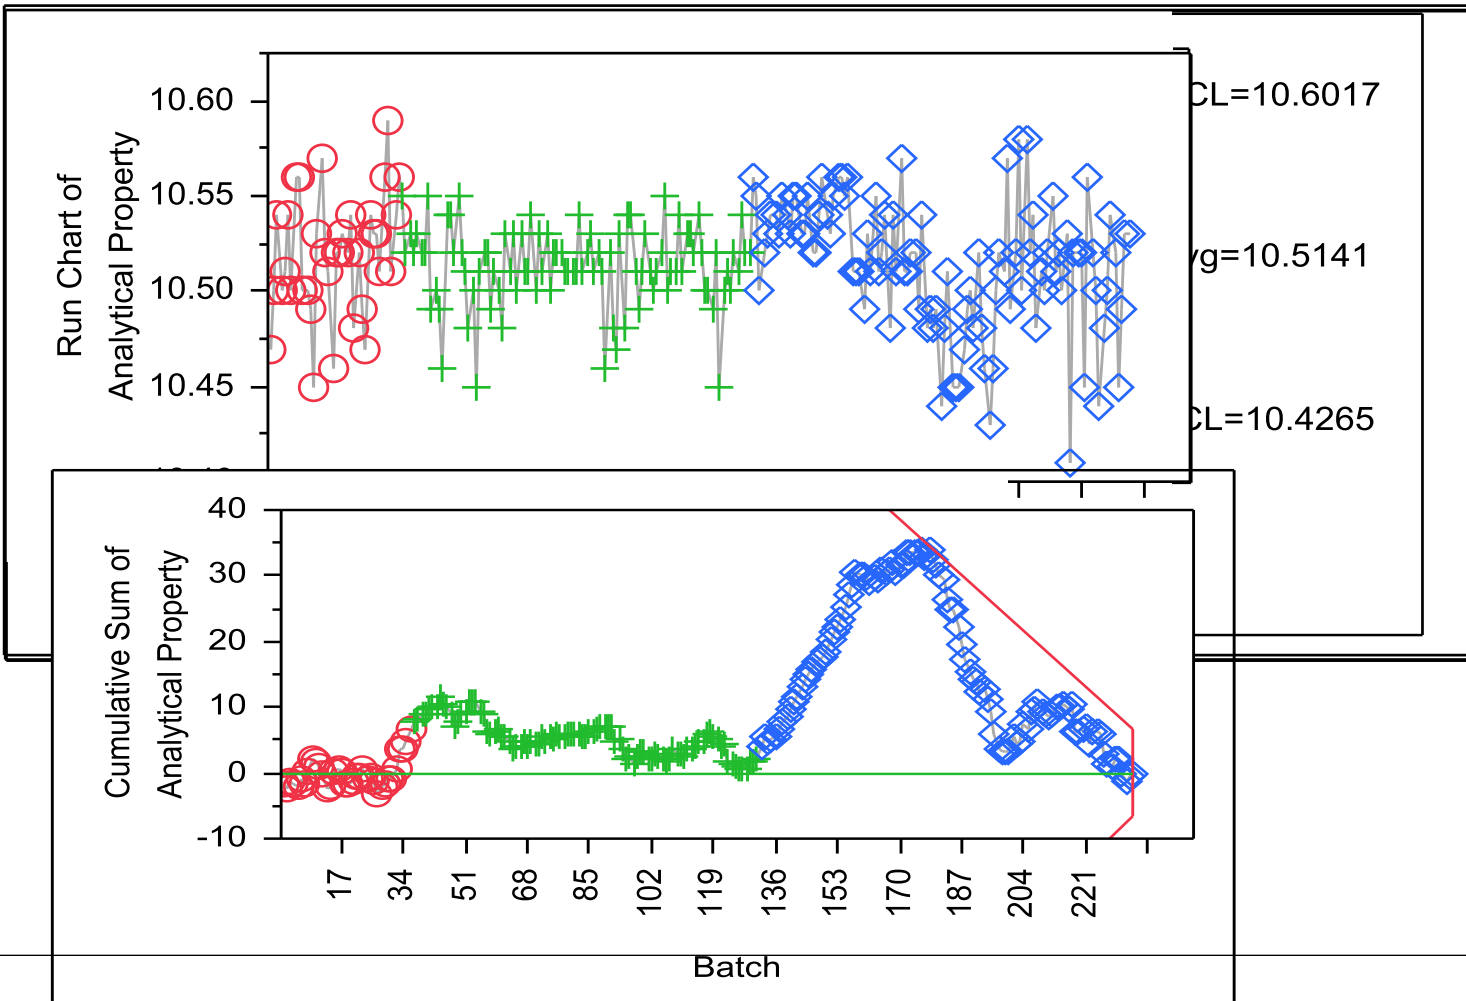 10.60
10.55
10.50
10.45
Run Chart of
Analytical Property
CL=10.6017
vg=10.5141
CL=10.4265
40
30
20
10
0
-10
Cumulative Sum of
Analytical Property
17 34 51 68 85 102 119 136 153 170 187 204 221
Batch